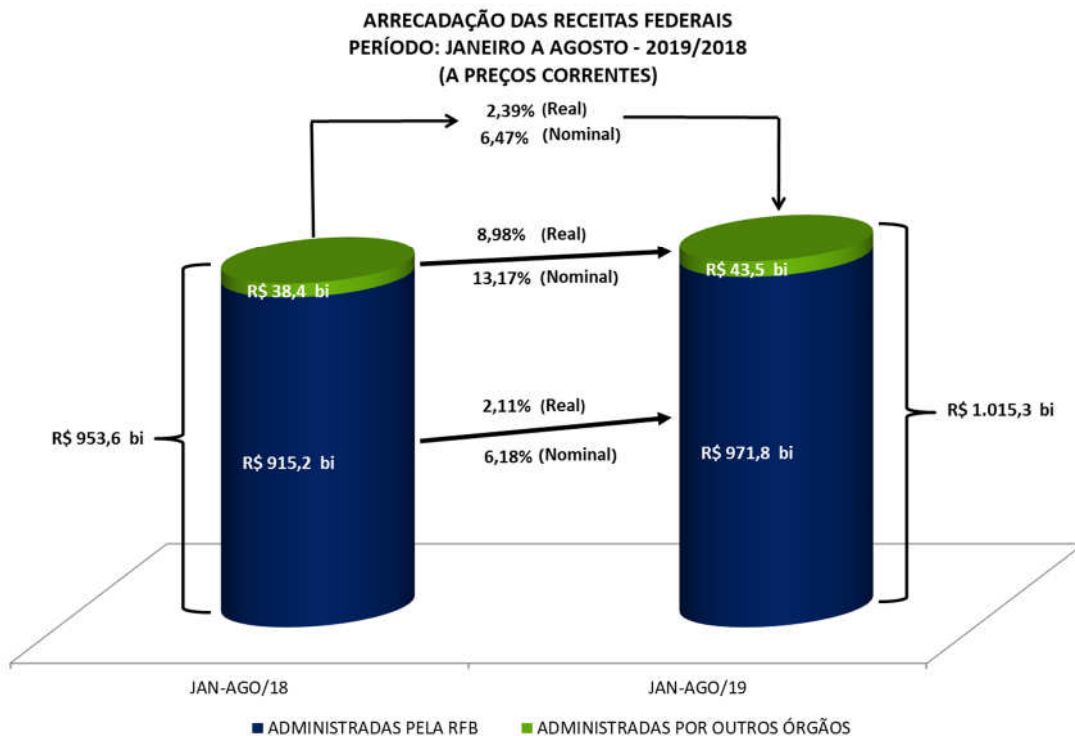 ARRECADAÇÃO DAS RECEITAS FEDERAIS
PERÍODO: JANEIRO A AGOSTO - 2019/2018
(A PREÇOS CORRENTES)
2,39% (Real)
6,47% (Nominal)
8,98% (Real)
13,17% (Nominal)
R$ 38,4 bi
R$ 43,5 bi
2,11% (Real)
6,18% (Nominal)
R$ 953,6 bi
R$ 915,2 bi
R$ 971,8 bi
R$ 1.015,3 bi
JAN-AGO/18
JAN-AGO/19
ADMINISTRADAS PELA RFB
ADMINISTRADAS POR OUTROS ÓRGÃOS